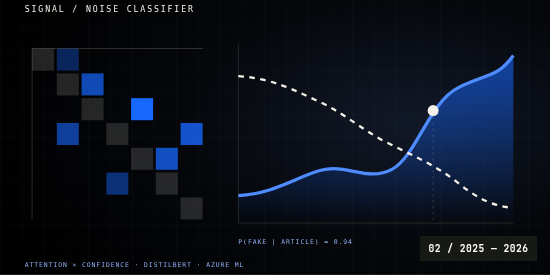 SIGNAL / NOISE CLASSIFIER
P(FAKE | ARTICLE) = 0.94
02 / 2025 — 2026
ATTENTION × CONFIDENCE · DISTILBERT · AZURE ML